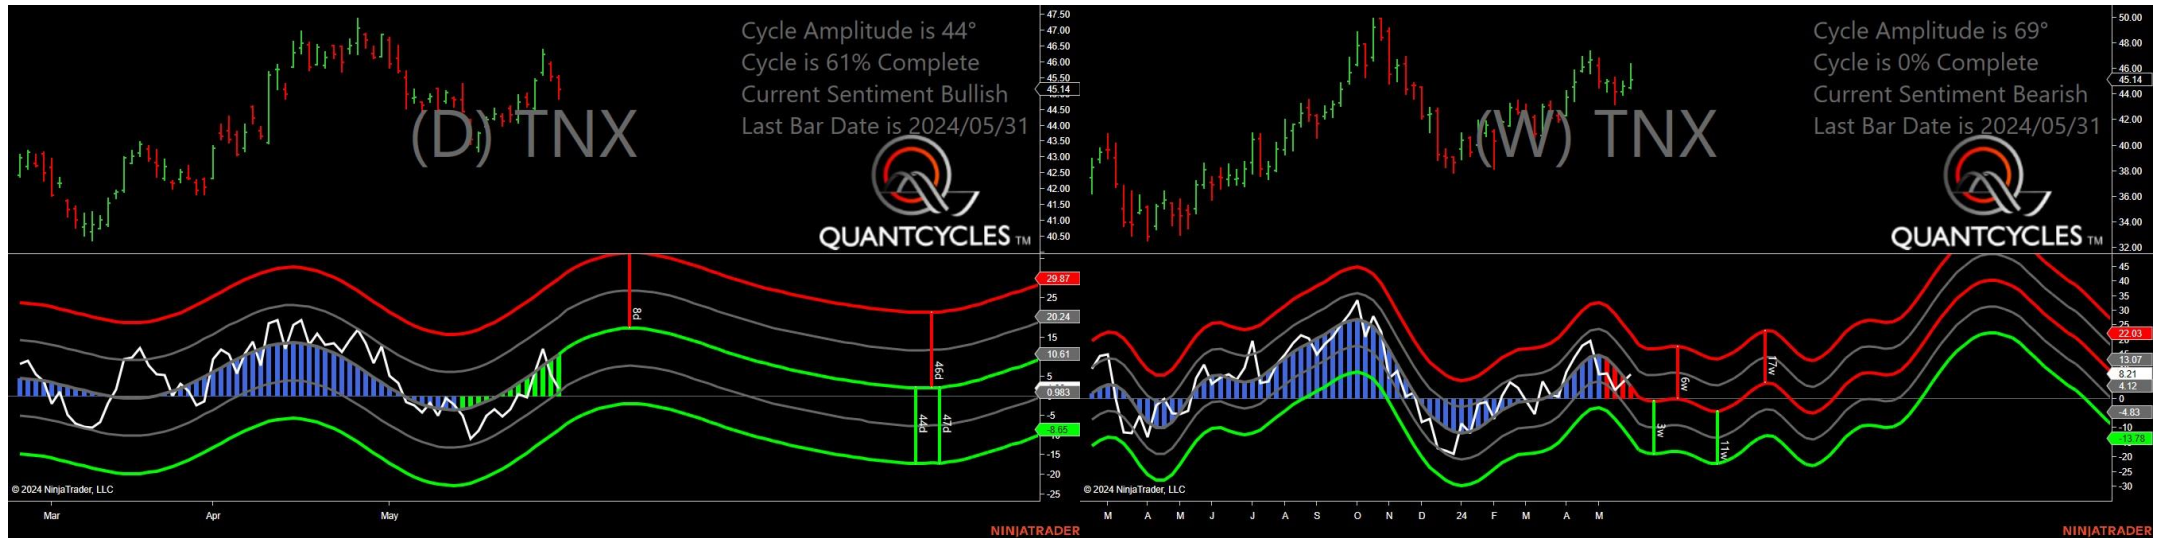 Cycle Amplitude is 44°
Cycle is 61% Complete
Current Sentiment Bullish
Last Bar Date is 2024/05/31
(D) TNX
QUANTCYCLES TM
47.50
47.00
46.50
46.00
45.50
45.14
44.50
44.00
43.50
43.00
42.50
42.00
41.50
41.00
40.50
8d
46d
44d
47d
29.87
25
20.24
15
10.61
5
0.983
-5
-8.65
-10
-15
-20
-25
© 2024 NinjaTrader, LLC
Mar
Apr
May
NINJATRADER
Cycle Amplitude is 69°
Cycle is 0% Complete
Current Sentiment Bearish
Last Bar Date is 2024/05/31
(W) TNX
QUANTCYCLES TM
50.00
48.00
46.00
45.14
44.00
42.00
40.00
38.00
36.00
34.00
32.00
6w
17w
3w
11w
45
35
30
25
22.03
20
13.07
8.21
4.12
0
-4.83
-10
-13.78
-20
-25
-30
© 2024 NinjaTrader, LLC
M
A
M
J
J
A
S
O
N
D
24
F
M
A
M
NINJATRADER